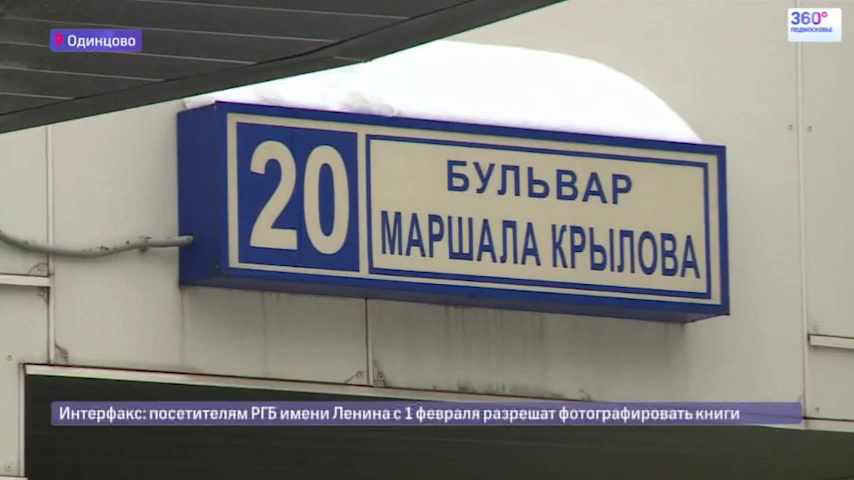 Одинцово
360°
ПОДМОСКОВЬЕ
20
БУЛЬВАР
МАРШАЛА КРЫЛОВА
Интерфакс: посетителям РГБ имени Ленина с 1 февраля разрешат фотографировать книги